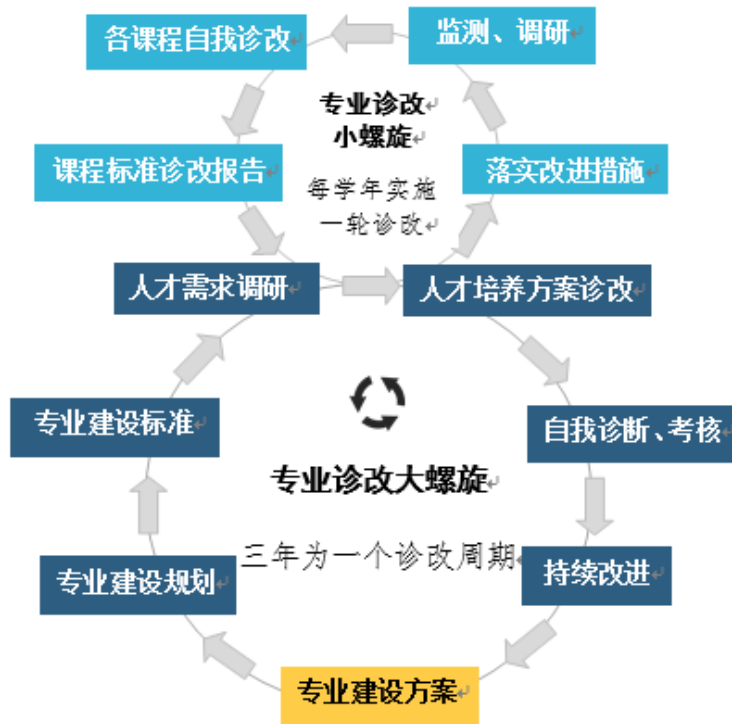 各课程自我诊改
监测、调研
专业诊改
小螺旋
课程标准诊改报告
落实改进措施
每学年实施
一轮诊改
人才需求调研
人才培养方案诊改
专业建设标准
自我诊断、考核
专业诊改大螺旋
三年为一个诊改周期
专业建设规划
持续改进
专业建设方案